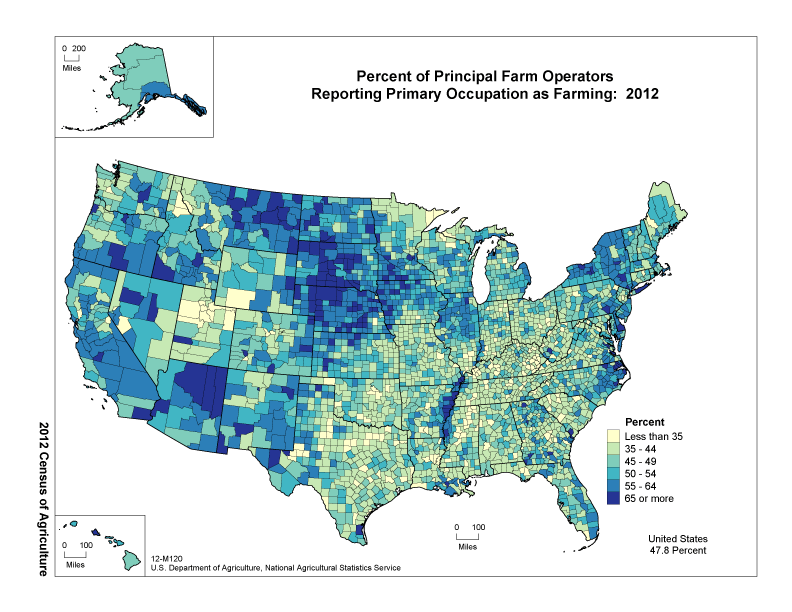 0 200
Miles
Percent of Principal Farm Operators
Reporting Primary Occupation as Farming: 2012
2012 Census of Agriculture
Percent
Less than 35
35 - 44
45 - 49
50 - 54
55 - 64
65 or more
0 100
Miles
0 100
Miles
United States
47.8 Percent
12-M120
U.S. Department of Agriculture, National Agricultural Statistics Service